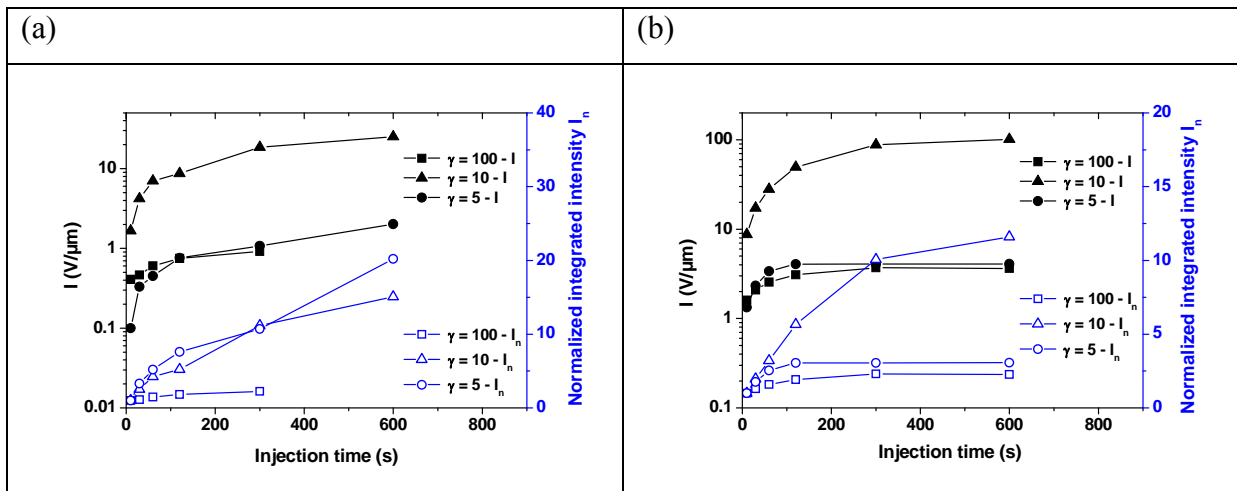 (a)
(b)
40
30
20
10
0
10
1
0.1
0.01
I (V/µm)
Normalized integrated intensity Iₙ
γ = 100 - I
γ = 10 - I
γ = 5 - I
γ = 100 - Iₙ
γ = 10 - Iₙ
γ = 5 - Iₙ
0 200 400 600 800
Injection time (s)
20
15
10
5
0
100
10
1
0.1
I (V/µm)
Normalized integrated intensity Iₙ
γ = 100 - I
γ = 10 - I
γ = 5 - I
γ = 100 - Iₙ
γ = 10 - Iₙ
γ = 5 - Iₙ
0 200 400 600 800
Injection time (s)